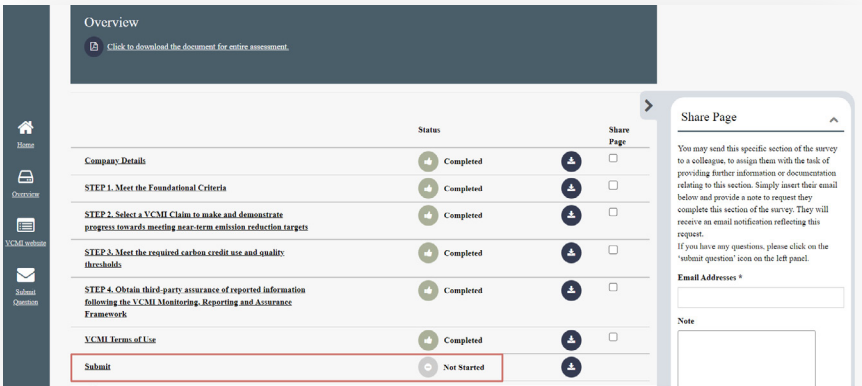 Overview
Click to download the document for entire assessment.
Home
Overview
VCMI website
Submit
Question
Status
Share
Page
Company Details
Completed
STEP 1. Meet the Foundational Criteria
Completed
STEP 2. Select a VCMI Claim to make and demonstrate
progress towards meeting near-term emission reduction targets
Completed
STEP 3. Meet the required carbon credit use and quality
thresholds
Completed
STEP 4. Obtain third-party assurance of reported information
following the VCMI Monitoring, Reporting and Assurance
Framework
Completed
VCMI Terms of Use
Completed
Submit
Not Started
Share Page
You may send this specific section of the survey
to a colleague, to assign them with the task of
providing further information or documentation
relating to this section. Simply insert their email
below and provide a note to request they
complete this section of the survey. They will
receive an email notification reflecting this
request.
If you have any questions, please click on the
‘submit question’ icon on the left panel.
Email Addresses *
Note